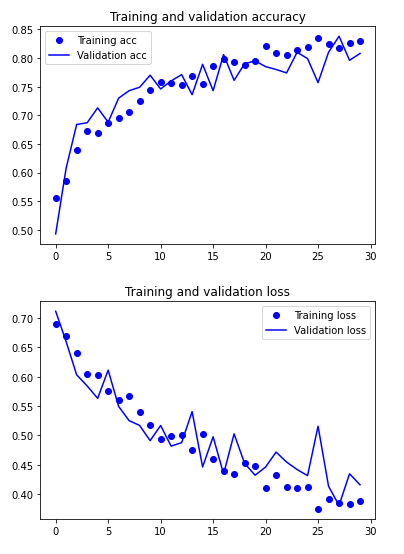 Training and validation accuracy
0.85
0.80
0.75
0.70
0.65
0.60
0.55
0.50
Training acc
Validation acc
0 5 10 15 20 25 30
Training and validation loss
0.70
0.65
0.60
0.55
0.50
0.45
0.40
Training loss
Validation loss
0 5 10 15 20 25 30